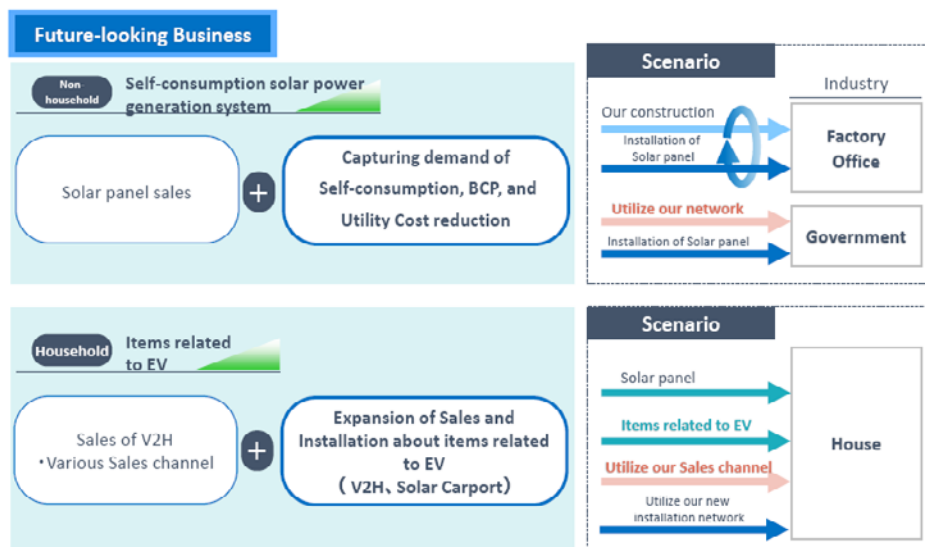 Future-looking Business
Non
household
Self-consumption solar power
generation system
Solar panel sales
+
Capturing demand of
Self-consumption, BCP, and
Utility Cost reduction
Scenario
Industry
Our construction
Installation of
Solar panel
Factory
Office
Utilize our network
Installation of Solar panel
Government
Household
Items related
to EV
Sales of V2H
・Various Sales channel
+
Expansion of Sales and
Installation about items related
to EV
( V2H、Solar Carport)
Scenario
Solar panel
Items related to EV
Utilize our Sales channel
Utilize our new
installation network
House